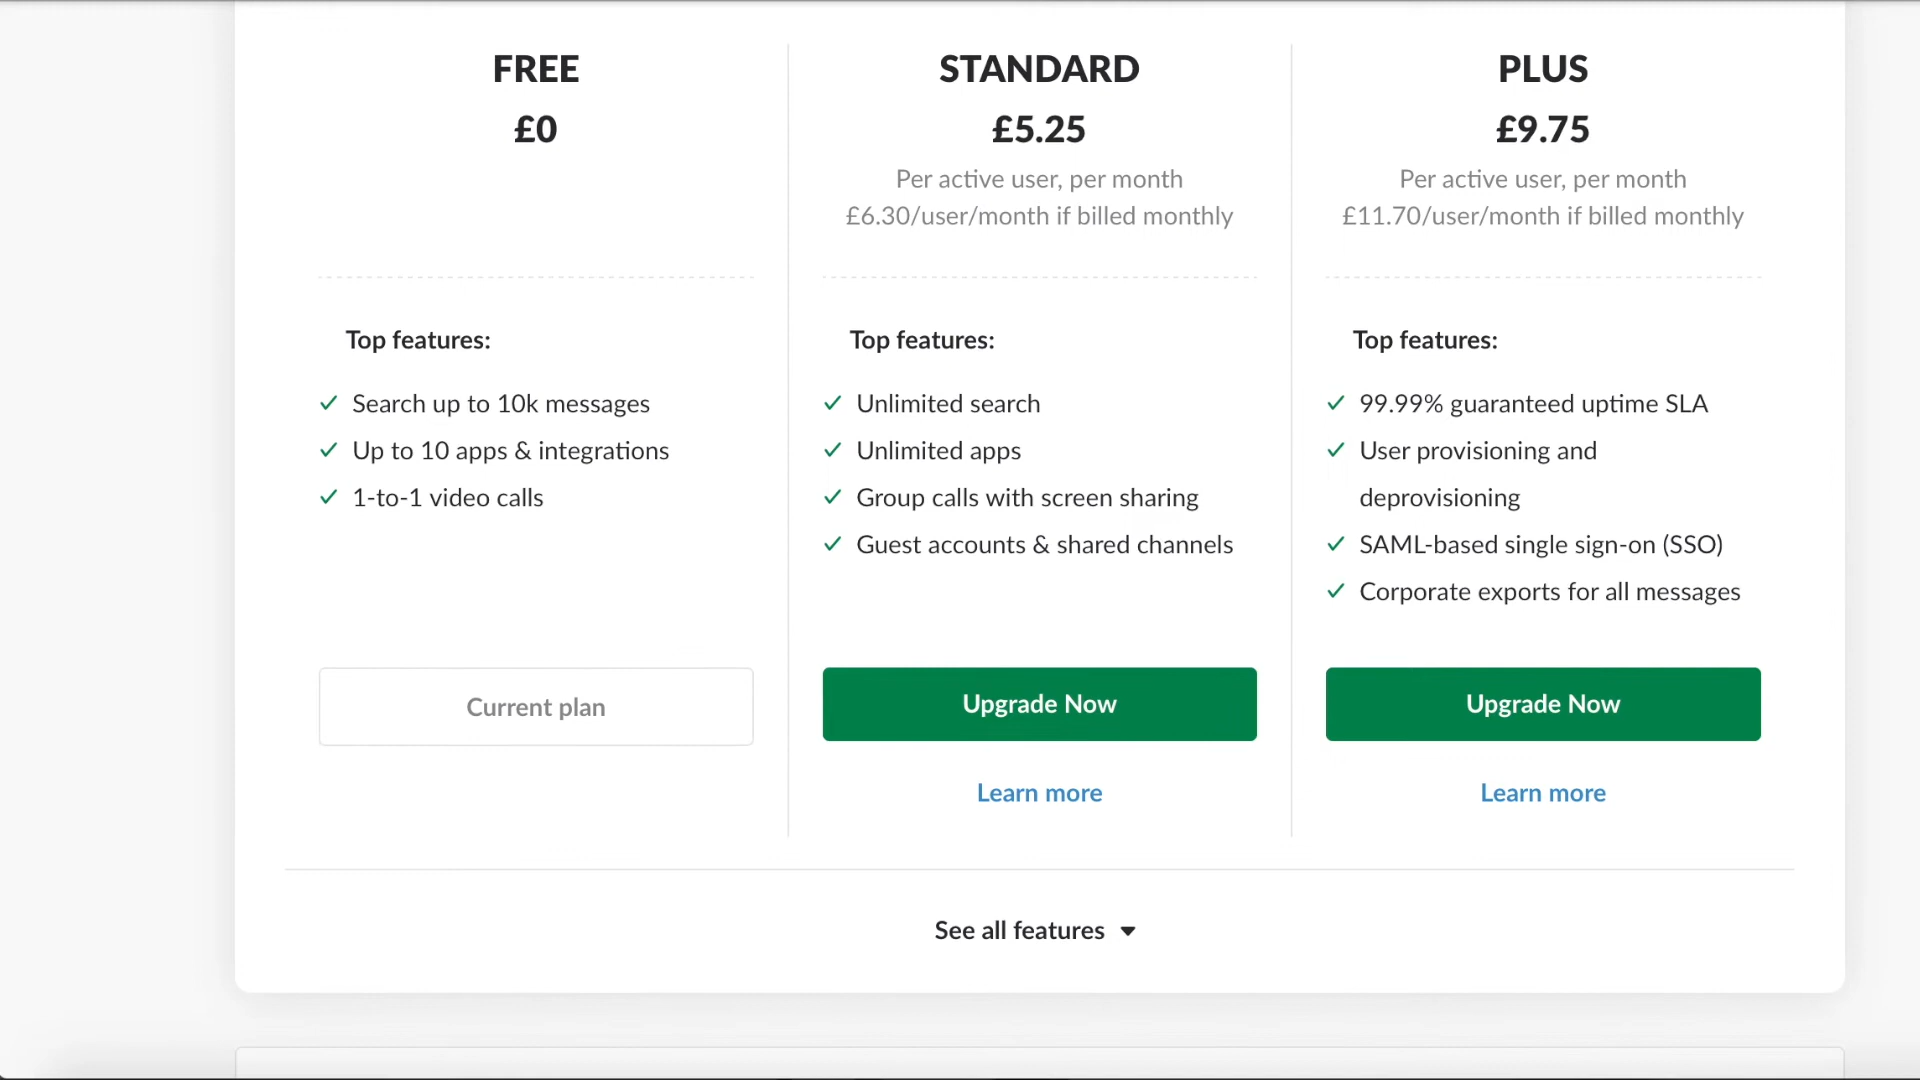 FREE
£0
Top features:
Search up to 10k messages
Up to 10 apps & integrations
1-to-1 video calls
Current plan
STANDARD
£5.25
Per active user, per month
£6.30/user/month if billed monthly
Top features:
Unlimited search
Unlimited apps
Group calls with screen sharing
Guest accounts & shared channels
Upgrade Now
Learn more
PLUS
£9.75
Per active user, per month
£11.70/user/month if billed monthly
Top features:
99.99% guaranteed uptime SLA
User provisioning and
deprovisioning
SAML-based single sign-on (SSO)
Corporate exports for all messages
Upgrade Now
Learn more
See all features